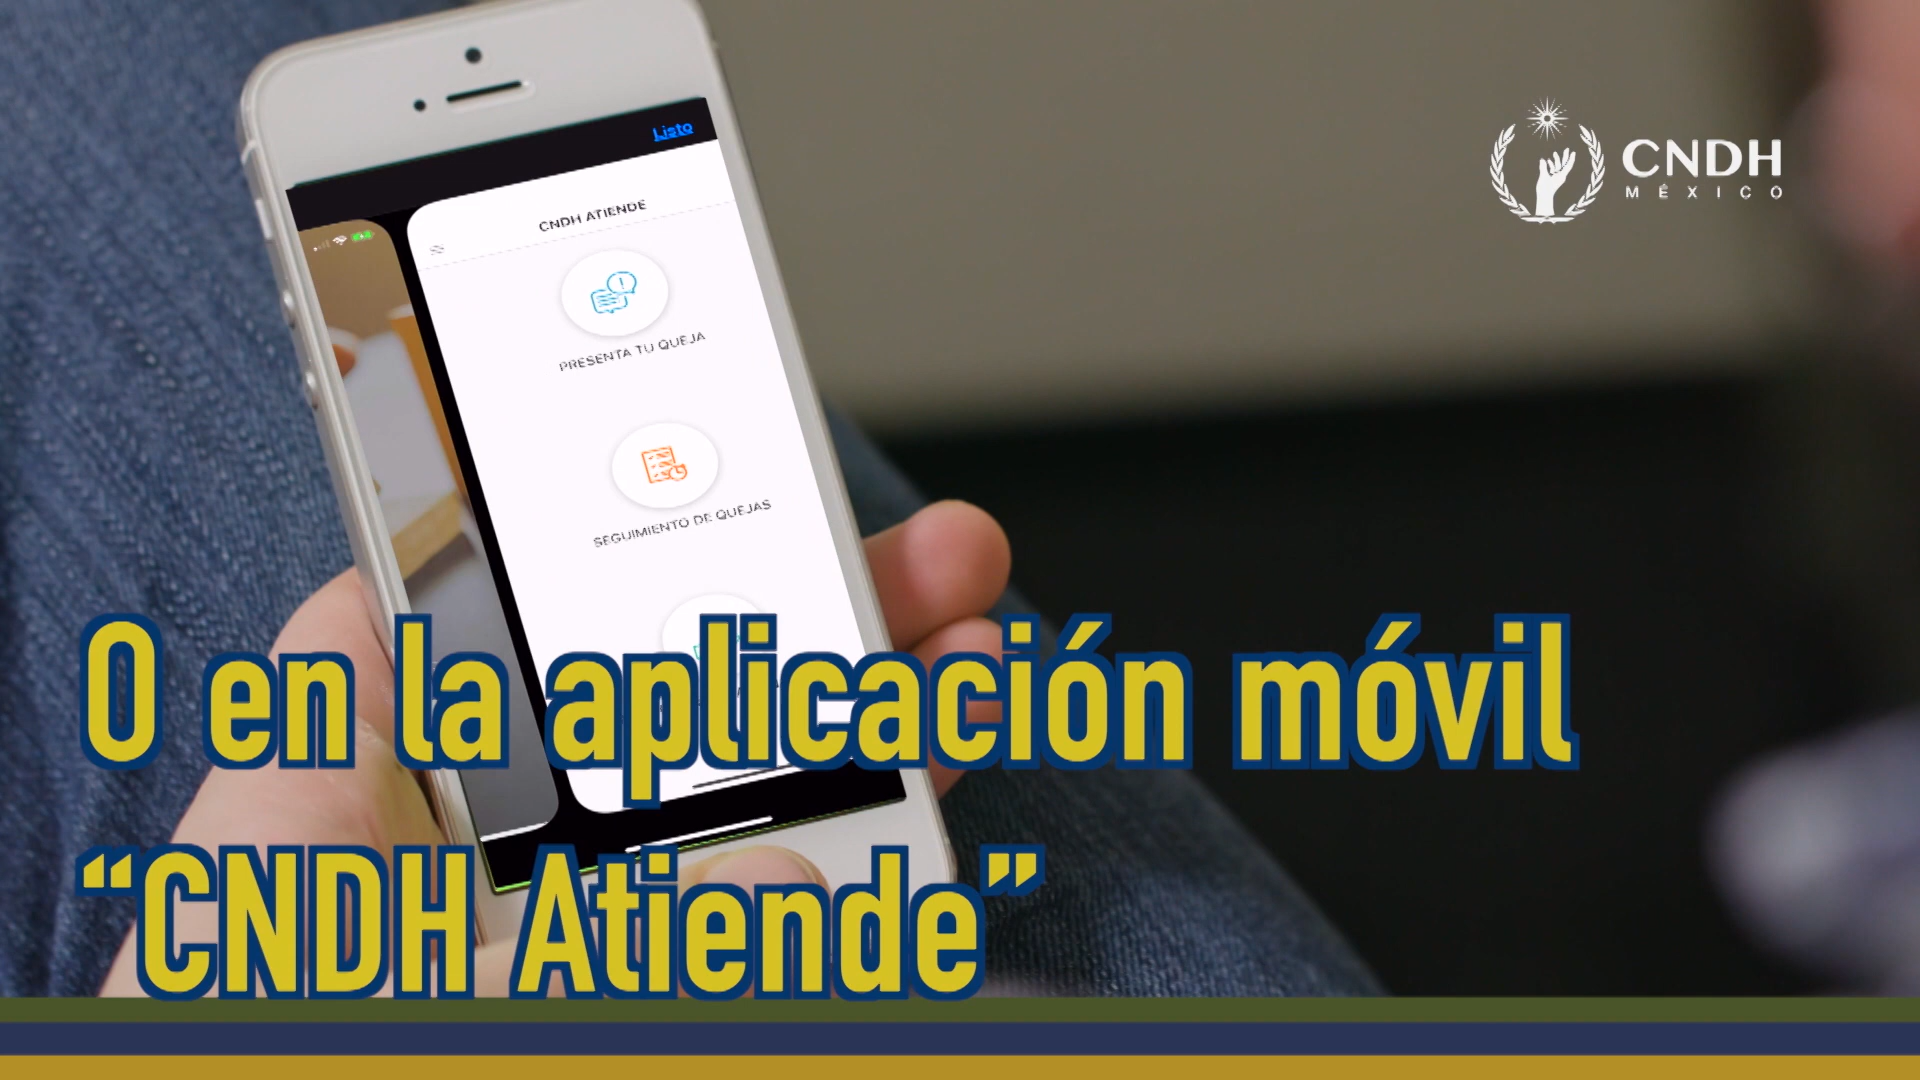 Listo
CNDH
MÉXICO
CNDH ATIENDE
PRESENTA TU QUEJA
SEGUIMIENTO DE QUEJAS
O en la aplicación móvil
“CNDH Atiende”